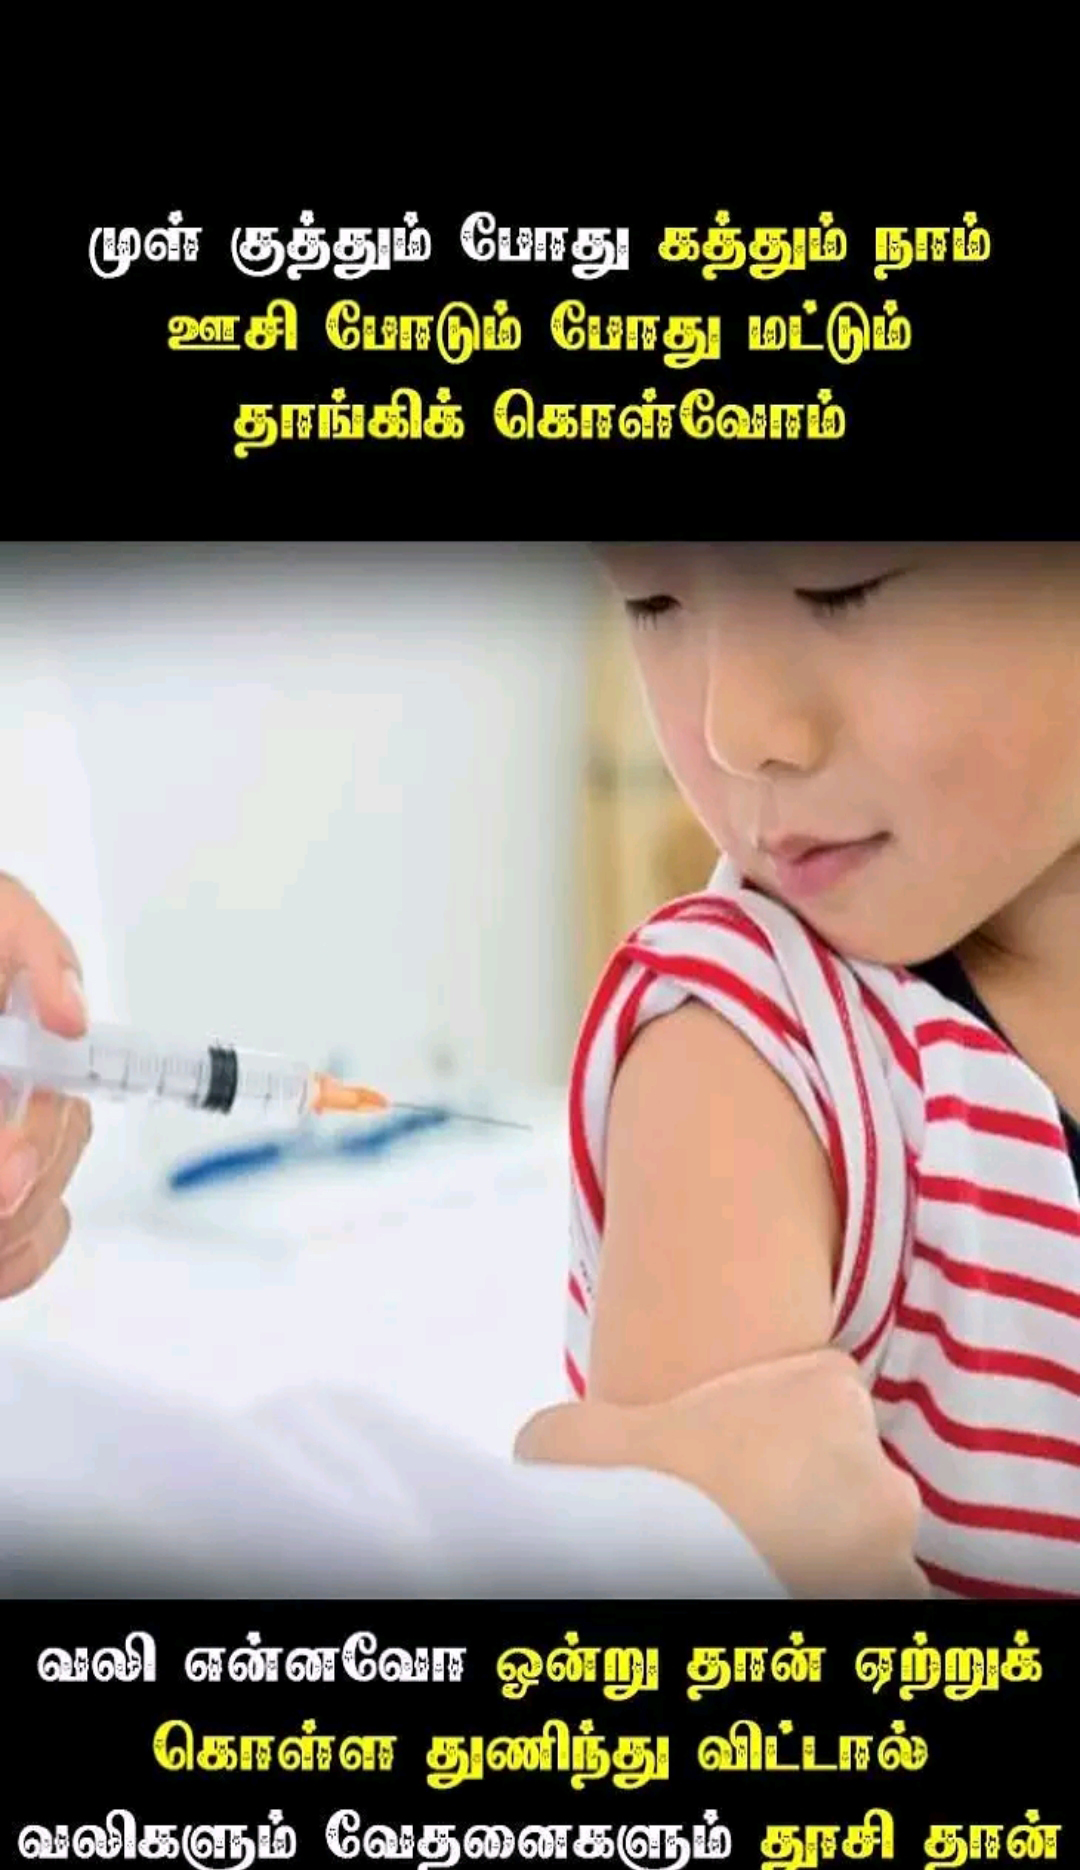 முள் குத்தும் போது கத்தும் நாம்
ஊசி போடும் போது மட்டும்
தாங்கிக் கொள்வோம்
வலி என்னவோ ஒன்று தான் ஏற்றுக்
கொள்ள துணிந்து விட்டால்
வலிகளும் வேதனைகளும் தூசி தான்